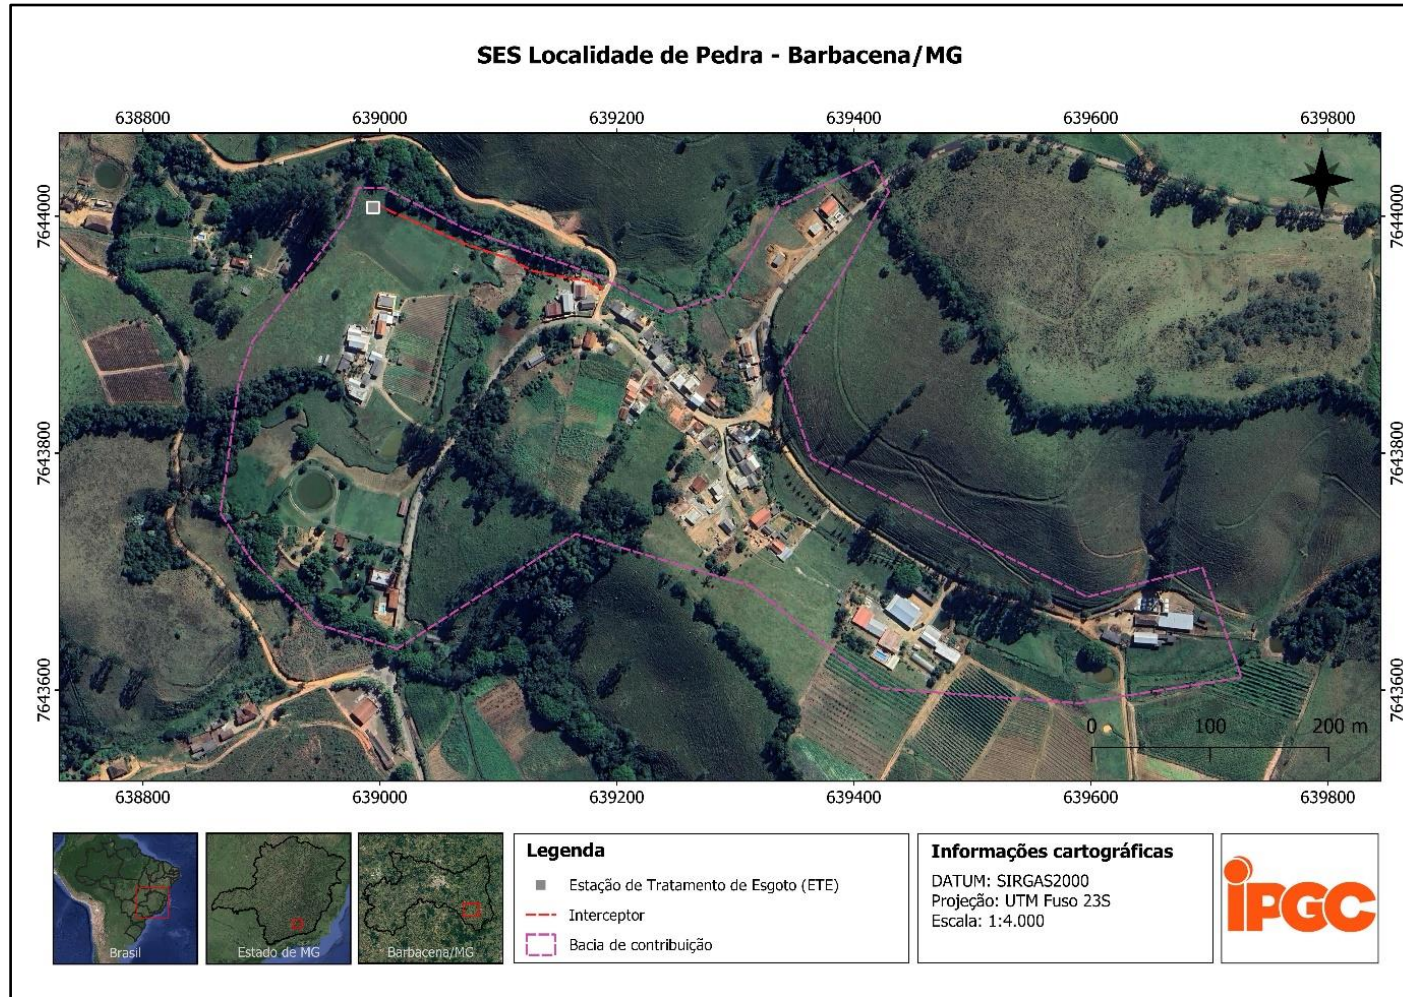 SES Localidade de Pedra - Barbacena/MG
638800 639000 639200 639400 639600 639800
7644000 7644000
7643800 7643800
7643600 7643600
0 100 200 m
638800 639000 639200 639400 639600 639800
Brasil
Estado de MG
Barbacena/MG
Legenda
Estação de Tratamento de Esgoto (ETE)
Interceptor
Bacia de contribuição
Informações cartográficas
DATUM: SIRGAS2000
Projeção: UTM Fuso 23S
Escala: 1:4.000
iPGC